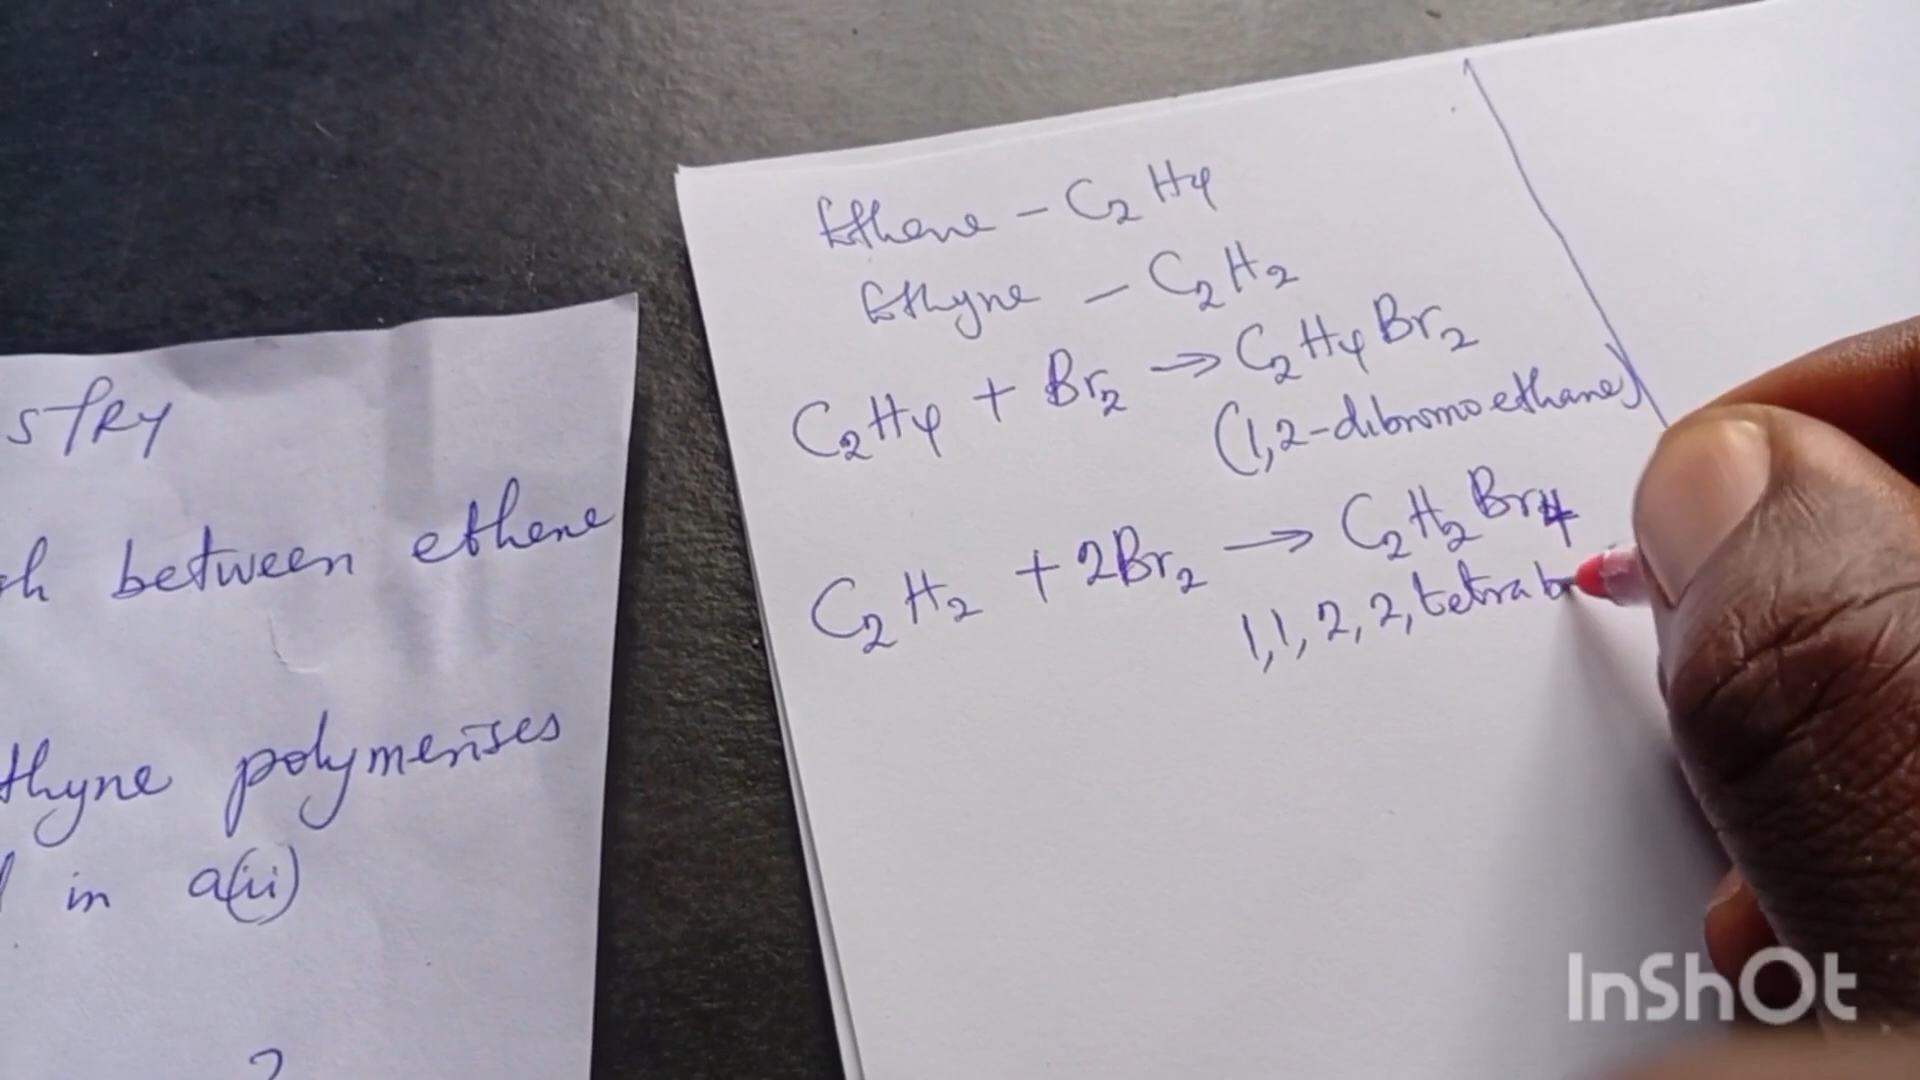 STRY
between ethene
thyne polymerises
in a(ii)
?
Ethene – C2H4
Ethyne – C2H2
C2H4 + Br2 → C2H4Br2
(1,2-dibromoethane)
C2H2 + 2Br2 → C2H2Br4
1,1,2,2,tetrab
InShOt